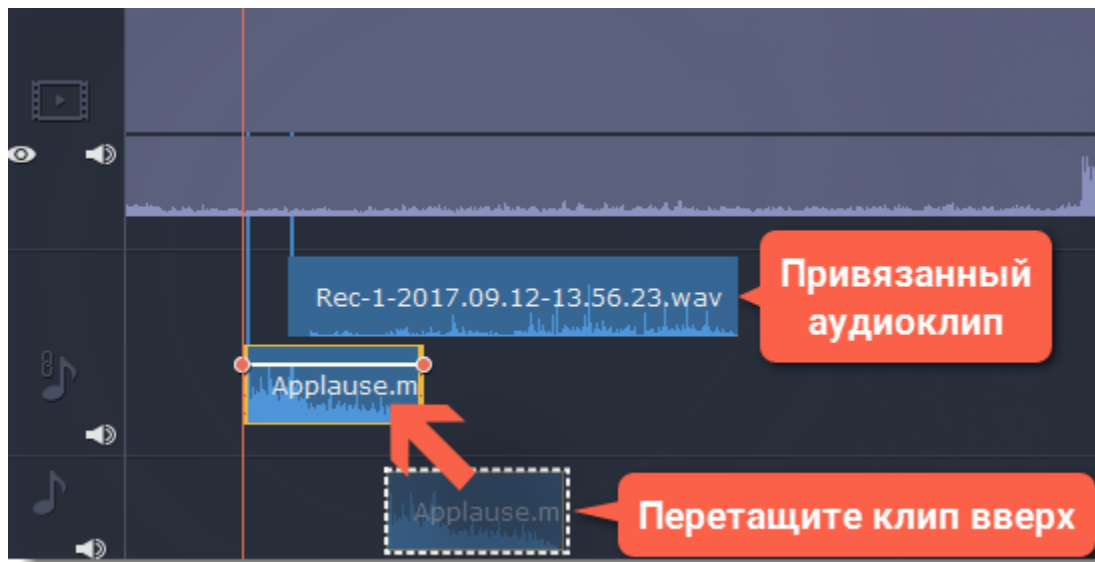 Rec-1-2017.09.12-13.56.23.wav
Привязанный
аудиоклип
Applause.m
Applause.m
Перетащите клип вверх